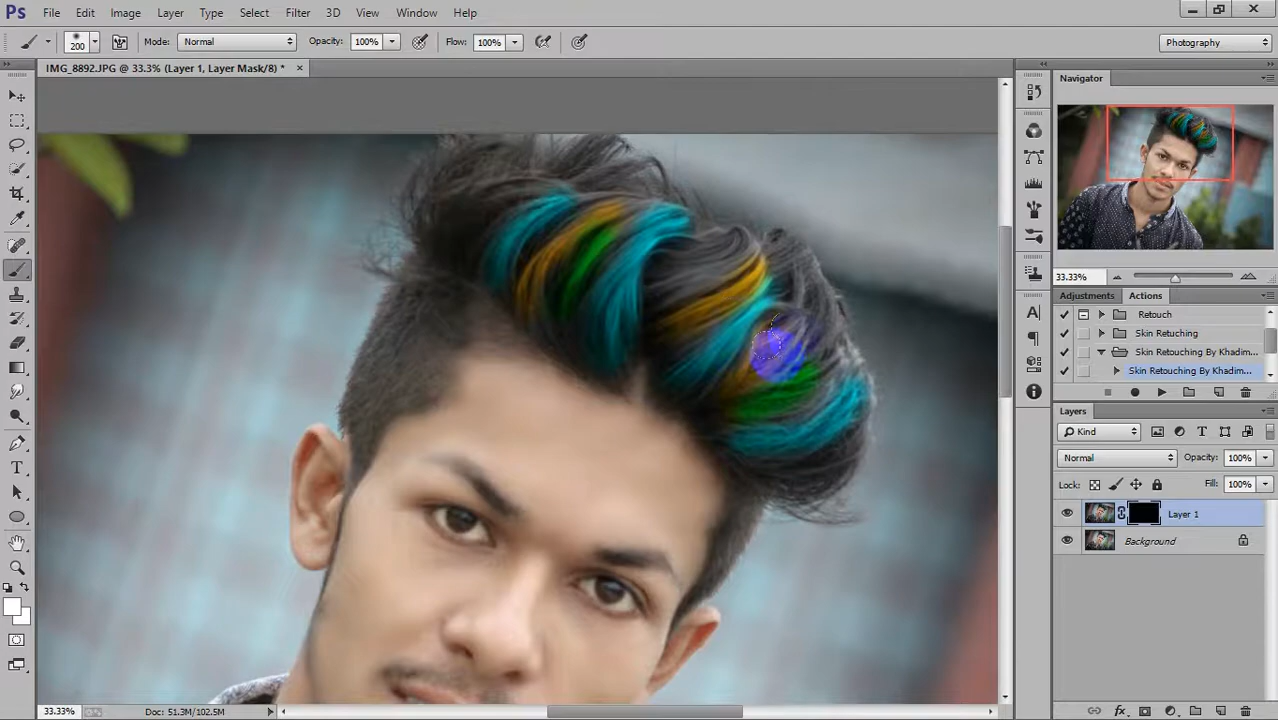 Ps File Edit Image Layer Type Select Filter 3D View Window Help
200 Mode: Normal Opacity: 100% Flow: 100% Photography
IMG_8892.JPG @ 33.3% (Layer 1, Layer Mask/8) * ×
Navigator
33.33%
Adjustments Actions
Retouch
Skin Retuching
Skin Retouching By Khadim...
Skin Retouching By Khadim...
Layers
Kind
Normal Opacity: 100%
Lock: Fill: 100%
Layer 1
Background
33.33% Doc: 51.3M/102.5M